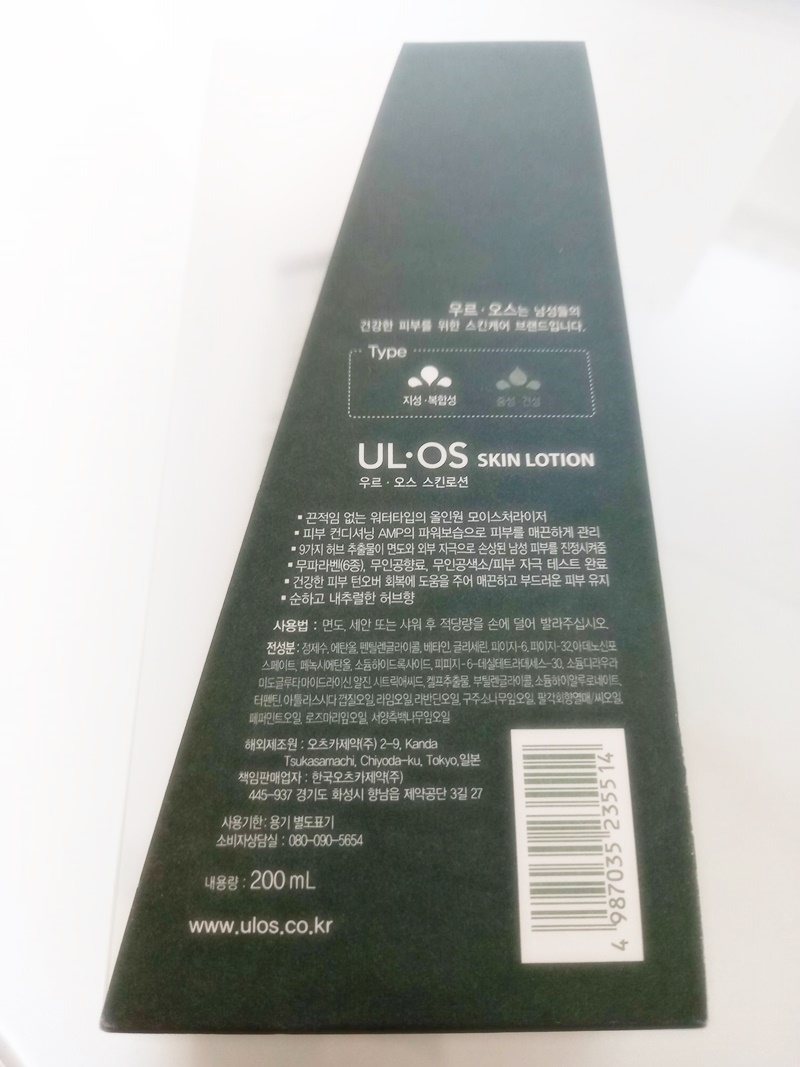 우르·오스는 남성들의
건강한 피부를 위한 스킨케어 브랜드입니다.
Type
지성·복합성
중성·건성
UL·OS SKIN LOTION
우르·오스 스킨로션
▪ 끈적임 없는 워터타입의 올인원 모이스처라이저
▪ 피부 컨디셔닝 AMP의 파워보습으로 피부를 매끈하게 관리
▪ 9가지 허브 추출물이 면도와 외부 자극으로 손상된 남성 피부를 진정시켜줌
▪ 무파라벤(6종), 무인공향료, 무인공색소/피부 자극 테스트 완료
▪ 건강한 피부 턴오버 회복에 도움을 주어 매끈하고 부드러운 피부 유지
▪ 순하고 내추럴한 허브향
사용법 : 면도, 세안 또는 샤워 후 적당량을 손에 덜어 발라주십시오.
전성분 : 정제수, 에탄올, 펜틸렌글라이콜, 베타인, 글리세린, 피이지-6, 피이지-32, 아데노신포
스페이트, 페녹시에탄올, 소듐하이드록사이드, 피피지-6-데실테트라데세스-30, 소듐디라우라
미도글루타마이드라이신, 알진, 시트릭애씨드, 켈프추출물, 부틸렌글라이콜, 소듐하이알루로네이트,
터펜틴, 아틀라스시다 껍질오일, 라임오일, 라반딘오일, 구주소나무잎오일, 팔각회향열매/씨오일,
페퍼민트오일, 로즈마리잎오일, 서양측백나무잎오일
해외제조원 : 오츠카제약(주) 2-9, Kanda
Tsukasamachi, Chiyoda-ku, Tokyo,일본
책임판매업자 : 한국오츠카제약(주)
445-937 경기도 화성시 향남읍 제약공단 3길 27
사용기한 : 용기 별도표기
소비자상담실 : 080-090-5654
내용량 : 200 mL
www.ulos.co.kr
4 987035 235514